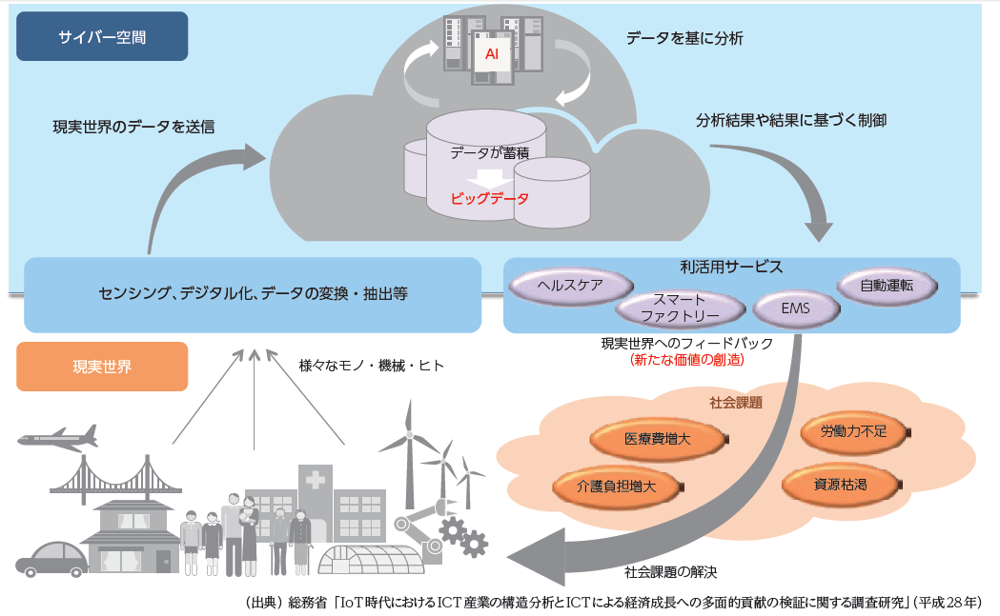 サイバー空間
AI
データを基に分析
現実世界のデータを送信
分析結果や結果に基づく制御
データが蓄積
ビッグデータ
センシング、デジタル化、データの変換・抽出等
利活用サービス
ヘルスケア
スマート
ファクトリー
EMS
自動運転
現実世界へのフィードバック
（新たな価値の創造）
現実世界
様々なモノ・機械・ヒト
社会課題
医療費増大
労働力不足
介護負担増大
資源枯渇
社会課題の解決
（出典）総務省「IoT時代におけるICT産業の構造分析とICTによる経済成長への多面的貢献の検証に関する調査研究」（平成28年）